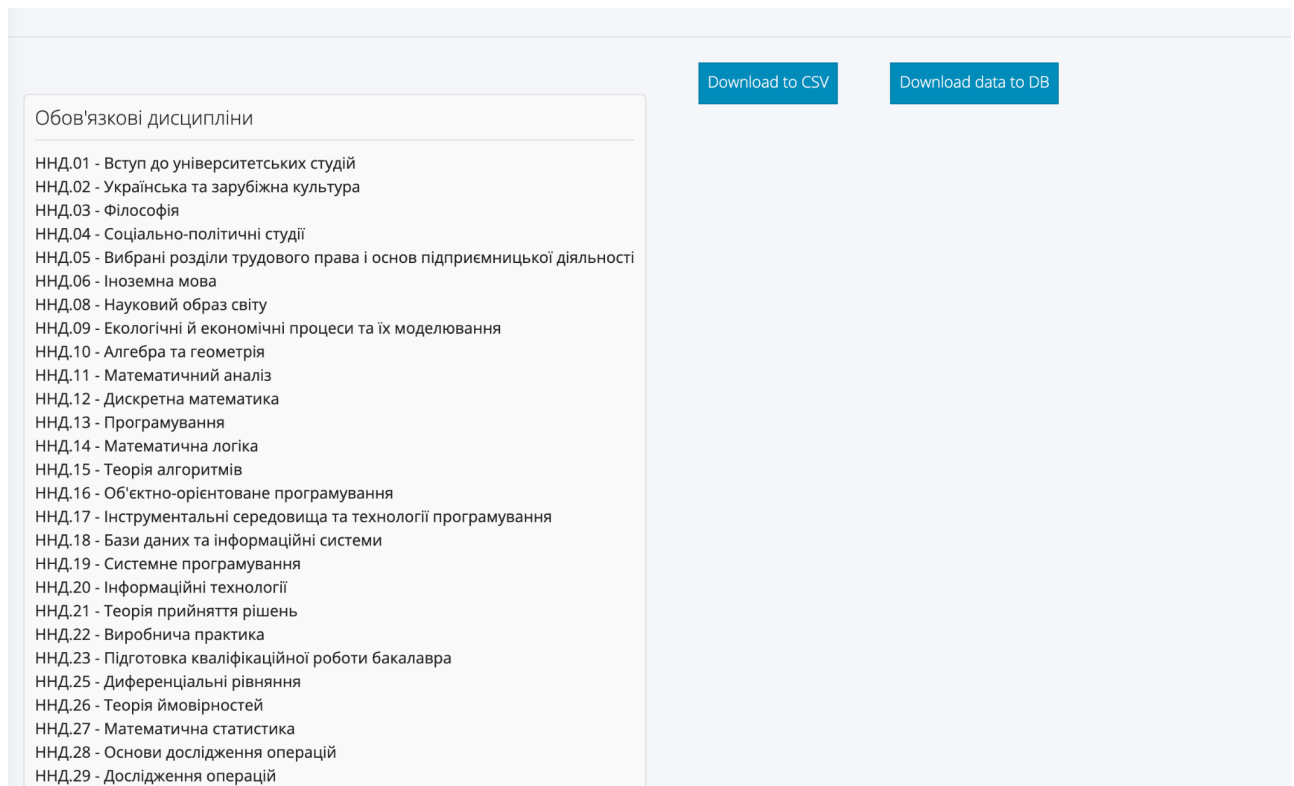 Download to CSV
Download data to DB
Обов'язкові дисципліни
ННД.01 - Вступ до університетських студій
ННД.02 - Українська та зарубіжна культура
ННД.03 - Філософія
ННД.04 - Соціально-політичні студії
ННД.05 - Вибрані розділи трудового права і основ підприємницької діяльності
ННД.06 - Іноземна мова
ННД.08 - Науковий образ світу
ННД.09 - Екологічні й економічні процеси та їх моделювання
ННД.10 - Алгебра та геометрія
ННД.11 - Математичний аналіз
ННД.12 - Дискретна математика
ННД.13 - Програмування
ННД.14 - Математична логіка
ННД.15 - Теорія алгоритмів
ННД.16 - Об'єктно-орієнтоване програмування
ННД.17 - Інструментальні середовища та технології програмування
ННД.18 - Бази даних та інформаційні системи
ННД.19 - Системне програмування
ННД.20 - Інформаційні технології
ННД.21 - Теорія прийняття рішень
ННД.22 - Виробнича практика
ННД.23 - Підготовка кваліфікаційної роботи бакалавра
ННД.25 - Диференціальні рівняння
ННД.26 - Теорія ймовірностей
ННД.27 - Математична статистика
ННД.28 - Основи дослідження операцій
ННД.29 - Дослідження операцій